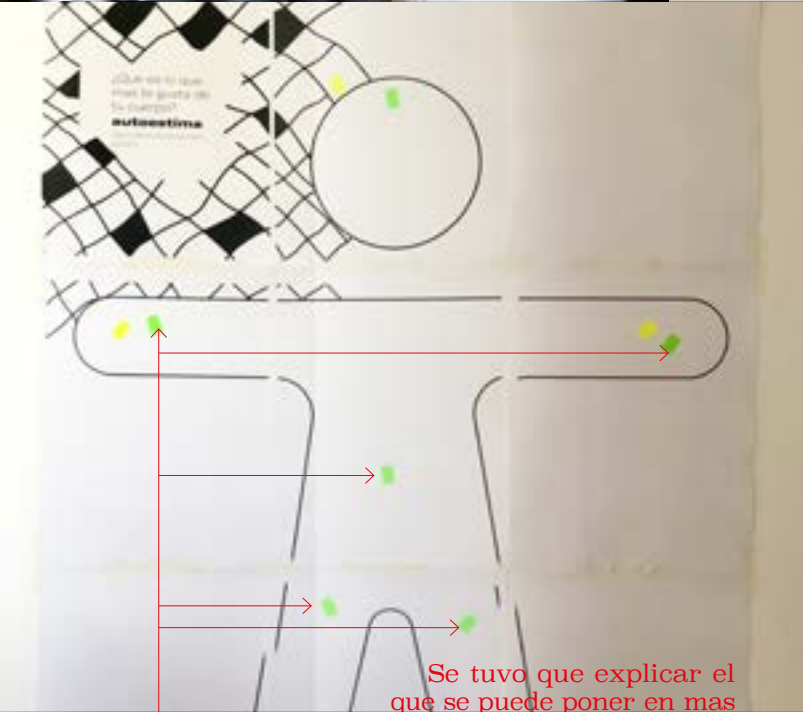 ¿Qué es lo que
más te gusta de
tu cuerpo?
autoestima
Se tuvo que explicar el
que se puede poner en mas